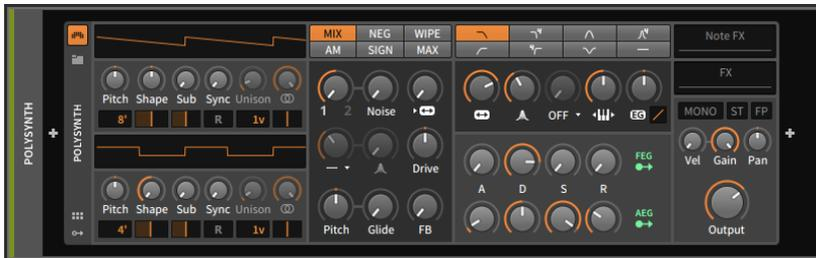 POLYSYNTH
POLYSYNTH
Pitch Shape Sub Sync Unison
8' R 1v
Pitch Shape Sub Sync Unison
4' R 1v
MIX NEG WIPE
AM SIGN MAX
1 2 Noise
Drive
Pitch Glide FB
OFF EG
A D S R
FEG
AEG
Note FX
FX
MONO ST FP
Vel Gain Pan
Output